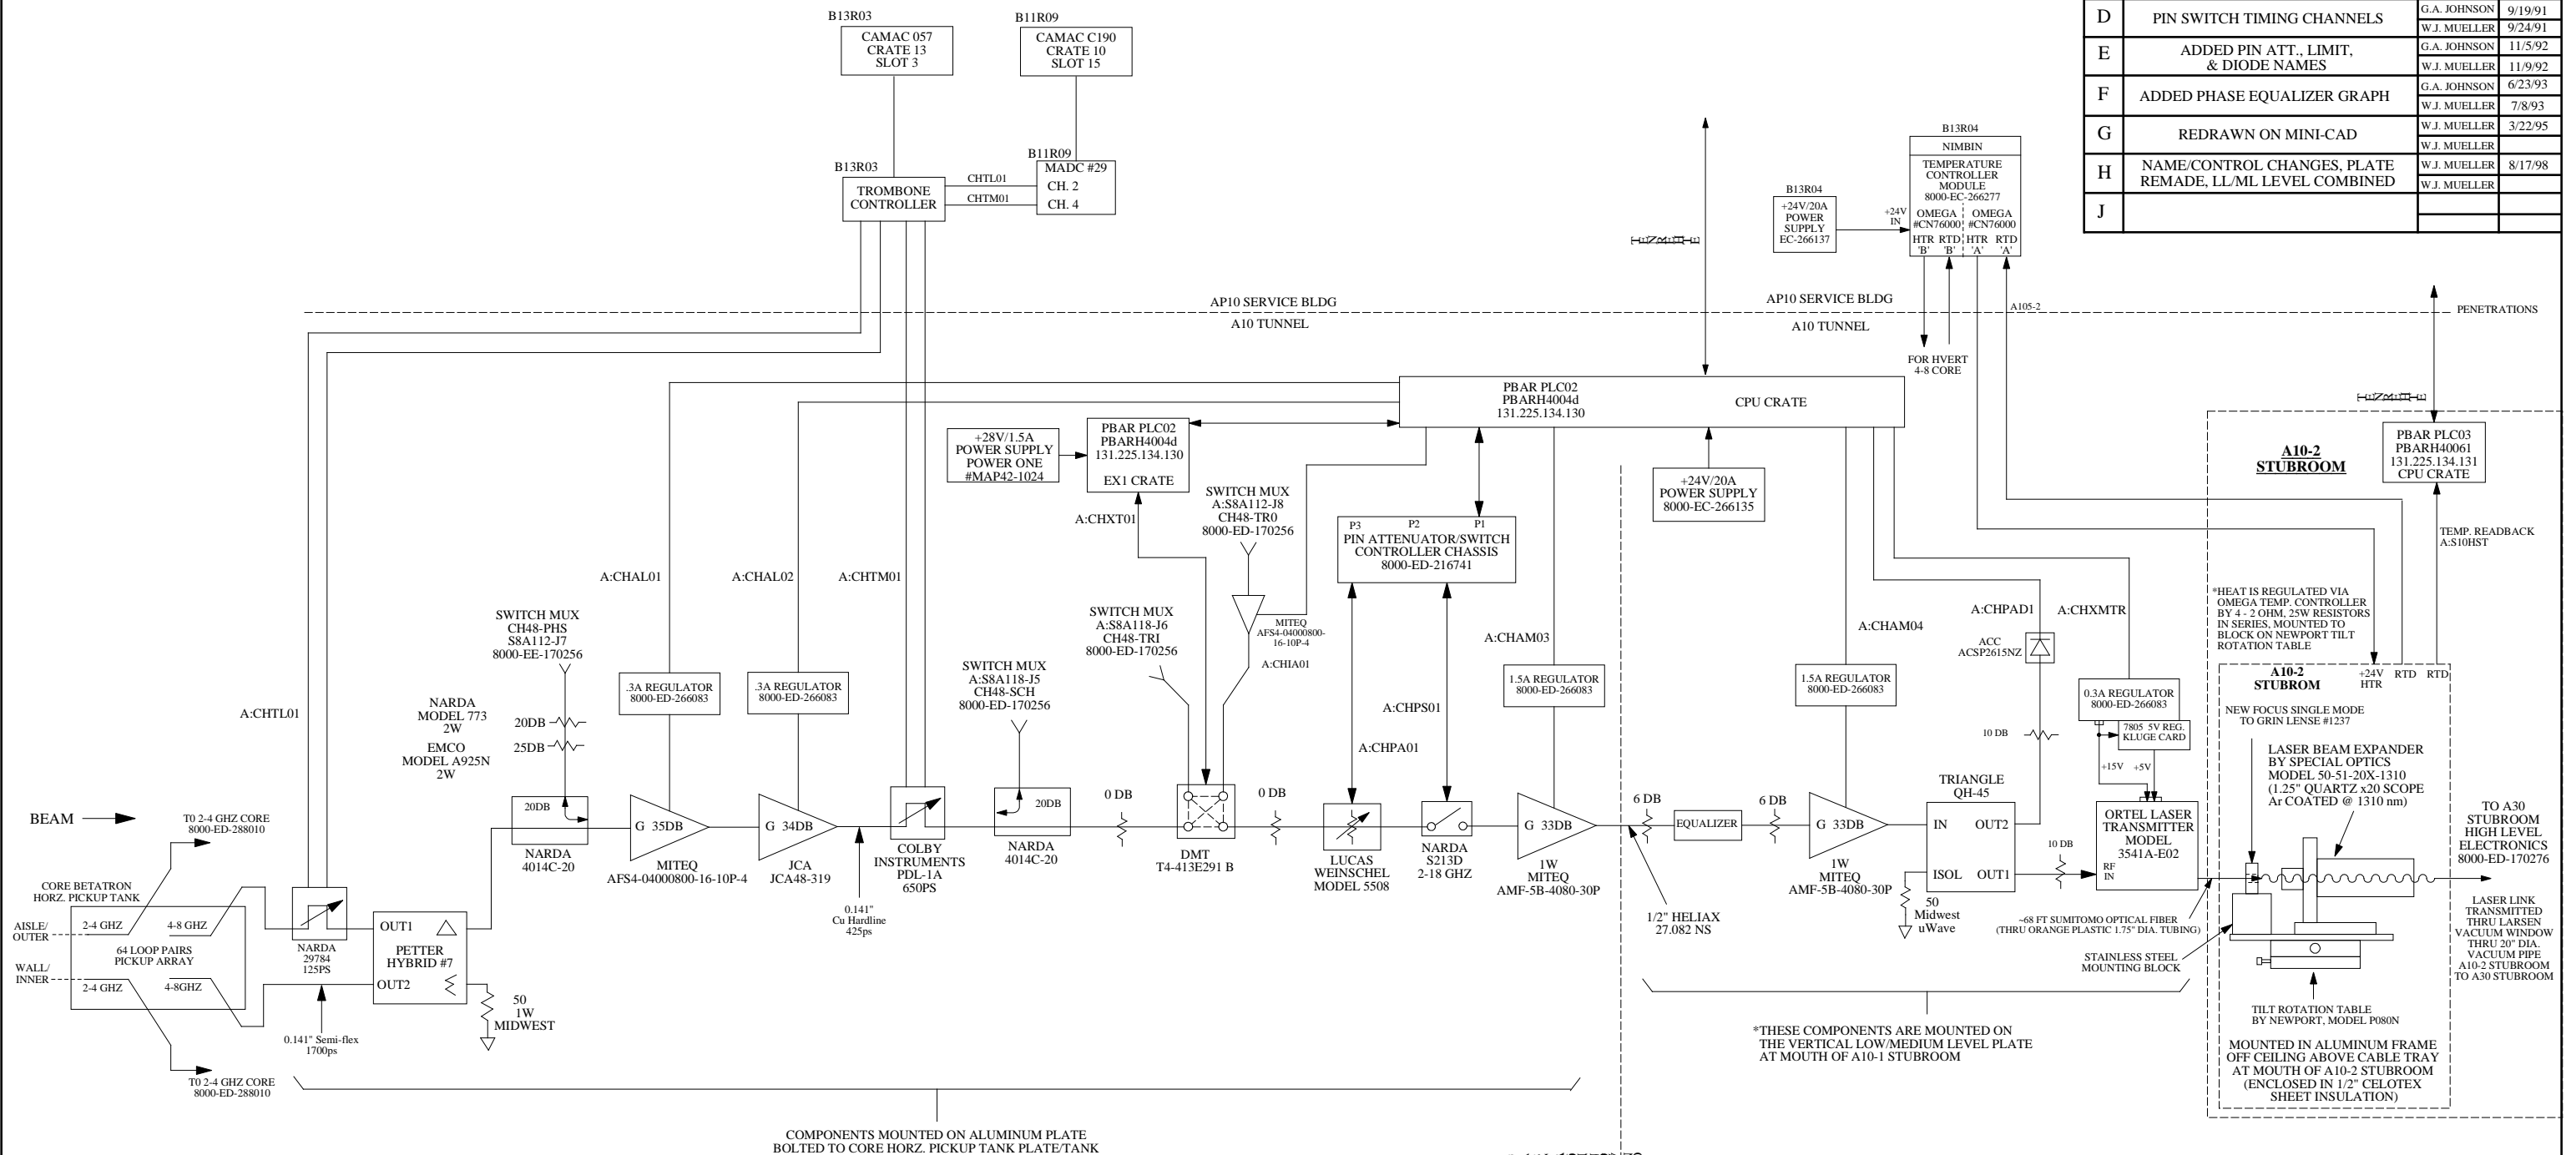 D
PIN SWITCH TIMING CHANNELS
G.A. JOHNSON 9/19/91
W.J. MUELLER 9/24/91
E
ADDED PIN ATT., LIMIT,
& DIODE NAMES
G.A. JOHNSON 11/5/92
W.J. MUELLER 11/9/92
F
ADDED PHASE EQUALIZER GRAPH
G.A. JOHNSON 6/23/93
W.J. MUELLER 7/8/93
G
REDRAWN ON MINI-CAD
W.J. MUELLER 3/22/95
W.J. MUELLER
H
NAME/CONTROL CHANGES, PLATE
REMADE, LL/ML LEVEL COMBINED
W.J. MUELLER 8/17/98
W.J. MUELLER
J
B13R03
CAMAC 057
CRATE 13
SLOT 3
B11R09
CAMAC C190
CRATE 10
SLOT 15
B13R03
TROMBONE
CONTROLLER
CHTL01
CHTM01
B11R09
MADC #29
CH. 2
CH. 4
B13R04
+24V/20A
POWER
SUPPLY
EC-266137
+24V
IN
B13R04
NIMBIN
TEMPERATURE
CONTROLLER
MODULE
8000-EC-266277
OMEGA OMEGA
#CN76000 #CN76000
HTR RTD HTR RTD
'B' 'B' 'A' 'A'
AP10 SERVICE BLDG
A10 TUNNEL
AP10 SERVICE BLDG
A10 TUNNEL
A105-2
PENETRATIONS
FOR HVERT
4-8 CORE
PBAR PLC02
PBARH4004d
131.225.134.130
CPU CRATE
+28V/1.5A
POWER SUPPLY
POWER ONE
#MAP42-1024
PBAR PLC02
PBARH4004d
131.225.134.130
EX1 CRATE
A:CHXT01
SWITCH MUX
A:S8A112-J8
CH48-TR0
8000-ED-170256
P3 P2 P1
PIN ATTENUATOR/SWITCH
CONTROLLER CHASSIS
8000-ED-216741
+24V/20A
POWER SUPPLY
8000-EC-266135
A10-2
STUBROOM
PBAR PLC03
PBARH40061
131.225.134.131
CPU CRATE
TEMP. READBACK
A:S10HST
*HEAT IS REGULATED VIA
OMEGA TEMP. CONTROLLER
BY 4 - 2 OHM, 25W RESISTORS
IN SERIES, MOUNTED TO
BLOCK ON NEWPORT TILT
ROTATION TABLE
A:CHTL01
A:CHAL01
A:CHAL02
A:CHTM01
SWITCH MUX
CH48-PHS
S8A112-J7
8000-EE-170256
NARDA
MODEL 773
2W
20DB
EMCO
MODEL A925N
2W
25DB
.3A REGULATOR
8000-ED-266083
.3A REGULATOR
8000-ED-266083
SWITCH MUX
A:S8A118-J5
CH48-SCH
8000-ED-170256
SWITCH MUX
A:S8A118-J6
CH48-TRI
8000-ED-170256
MITEQ
AFS4-04000800-
16-10P-4
A:CHIA01
A:CHPA01
A:CHPS01
A:CHAM03
1.5A REGULATOR
8000-ED-266083
A:CHAM04
1.5A REGULATOR
8000-ED-266083
A:CHPAD1
ACC
ACSP2615NZ
10 DB
A:CHXMTR
0.3A REGULATOR
8000-ED-266083
7805 5V REG.
KLUGE CARD
+15V +5V
A10-2
STUBROM
+24V
HTR
RTD RTD
NEW FOCUS SINGLE MODE
TO GRIN LENSE #1237
LASER BEAM EXPANDER
BY SPECIAL OPTICS
MODEL 50-51-20X-1310
(1.25" QUARTZ x20 SCOPE
Ar COATED @ 1310 nm)
TO A30
STUBROOM
HIGH LEVEL
ELECTRONICS
8000-ED-170276
BEAM
T0 2-4 GHZ CORE
8000-ED-288010
CORE BETATRON
HORZ. PICKUP TANK
AISLE/
OUTER
2-4 GHZ 4-8 GHZ
64 LOOP PAIRS
PICKUP ARRAY
WALL/
INNER
2-4 GHZ 4-8GHZ
T0 2-4 GHZ CORE
8000-ED-288010
NARDA
29784
125PS
0.141" Semi-flex
1700ps
OUT1
PETTER
HYBRID #7
OUT2
50
1W
MIDWEST
20DB
NARDA
4014C-20
G 35DB
MITEQ
AFS4-04000800-16-10P-4
G 34DB
JCA
JCA48-319
0.141"
Cu Hardline
425ps
COLBY
INSTRUMENTS
PDL-1A
650PS
20DB
NARDA
4014C-20
0 DB
DMT
T4-413E291 B
0 DB
LUCAS
WEINSCHEL
MODEL 5508
NARDA
S213D
2-18 GHZ
G 33DB
1W
MITEQ
AMF-5B-4080-30P
6 DB
1/2" HELIAX
27.082 NS
EQUALIZER
6 DB
G 33DB
1W
MITEQ
AMF-5B-4080-30P
TRIANGLE
QH-45
IN OUT2
ISOL OUT1
50
Midwest
uWave
10 DB
ORTEL LASER
TRANSMITTER
MODEL
3541A-E02
RF
IN
~68 FT SUMITOMO OPTICAL FIBER
(THRU ORANGE PLASTIC 1.75" DIA. TUBING)
STAINLESS STEEL
MOUNTING BLOCK
TILT ROTATION TABLE
BY NEWPORT, MODEL P080N
LASER LINK
TRANSMITTED
THRU LARSEN
VACUUM WINDOW
THRU 20" DIA.
VACUUM PIPE
A10-2 STUBROOM
TO A30 STUBROOM
MOUNTED IN ALUMINUM FRAME
OFF CEILING ABOVE CABLE TRAY
AT MOUTH OF A10-2 STUBROOM
(ENCLOSED IN 1/2" CELOTEX
SHEET INSULATION)
*THESE COMPONENTS ARE MOUNTED ON
THE VERTICAL LOW/MEDIUM LEVEL PLATE
AT MOUTH OF A10-1 STUBROOM
COMPONENTS MOUNTED ON ALUMINUM PLATE
BOLTED TO CORE HORZ. PICKUP TANK PLATE/TANK